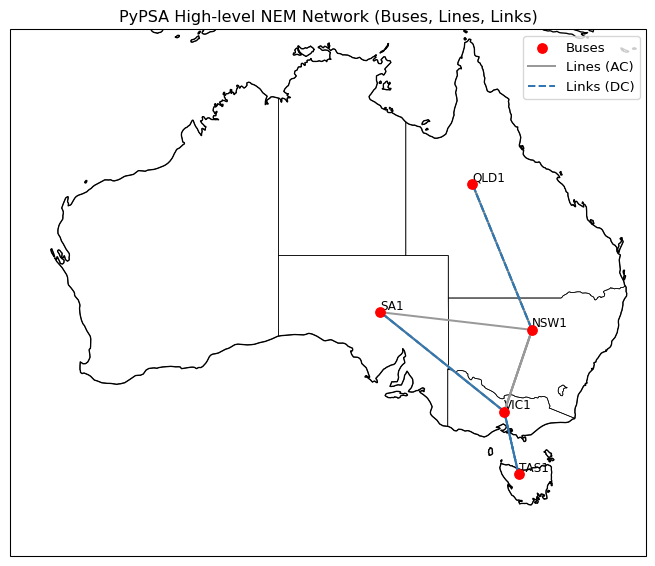 PyPSA High-level NEM Network (Buses, Lines, Links)
Buses
Lines (AC)
Links (DC)
QLD1
SA1
NSW1
VIC1
TAS1